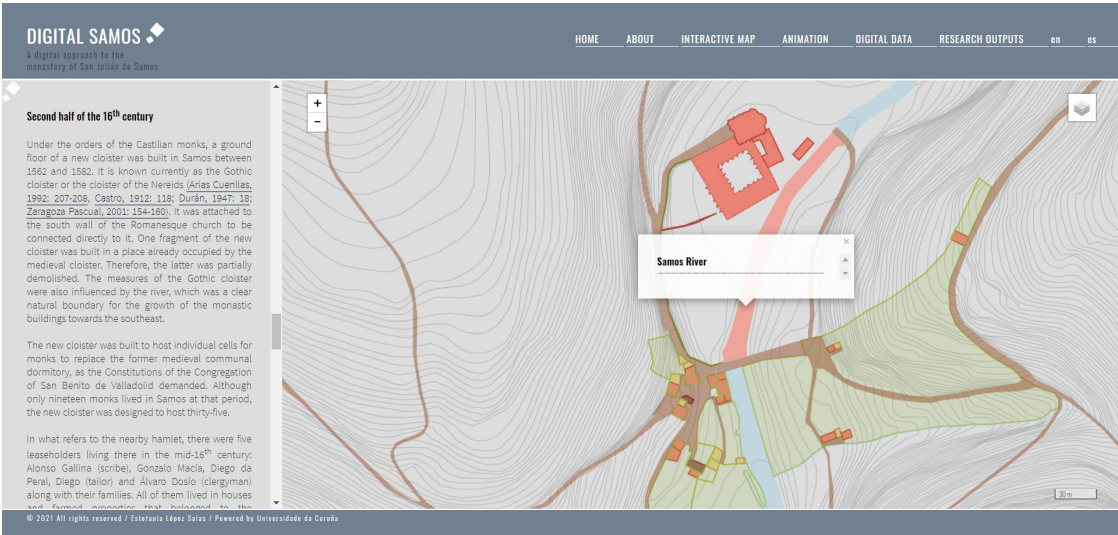 DIGITAL SAMOS
A digital approach to the
monastery of San Julián de Samos
HOME ABOUT INTERACTIVE MAP ANIMATION DIGITAL DATA RESEARCH OUTPUTS en es
Second half of the 16th century
Under the orders of the Castilian monks, a ground
floor of a new cloister was built in Samos between
1562 and 1582. It is known currently as the Gothic
cloister or the cloister of the Nereids (Arias Cuenllas,
1992: 207-208, Castro, 1912: 118; Durán, 1947: 18;
Zaragoza Pascual, 2001: 154-160). It was attached to
the south wall of the Romanesque church to be
connected directly to it. One fragment of the new
cloister was built in a place already occupied by the
medieval cloister. Therefore, the latter was partially
demolished. The measures of the Gothic cloister
were also influenced by the river, which was a clear
natural boundary for the growth of the monastic
buildings towards the southeast.
The new cloister was built to host individual cells for
monks to replace the former medieval communal
dormitory, as the Constitutions of the Congregation
of San Benito de Valladolid demanded. Although
only nineteen monks lived in Samos at that period,
the new cloister was designed to host thirty-five.
In what refers to the nearby hamlet, there were five
leaseholders living there in the mid-16th century:
Alonso Gallina (scribe), Gonzalo Macía, Diego da
Peral, Diego (tailor) and Álvaro Dosío (clergyman)
along with their families. All of them lived in houses
and farmed properties that belonged to the
+
−
Samos River
×
30 m
© 2021 All rights reserved / Estefanía López Salas / Powered by Universidade da Coruña